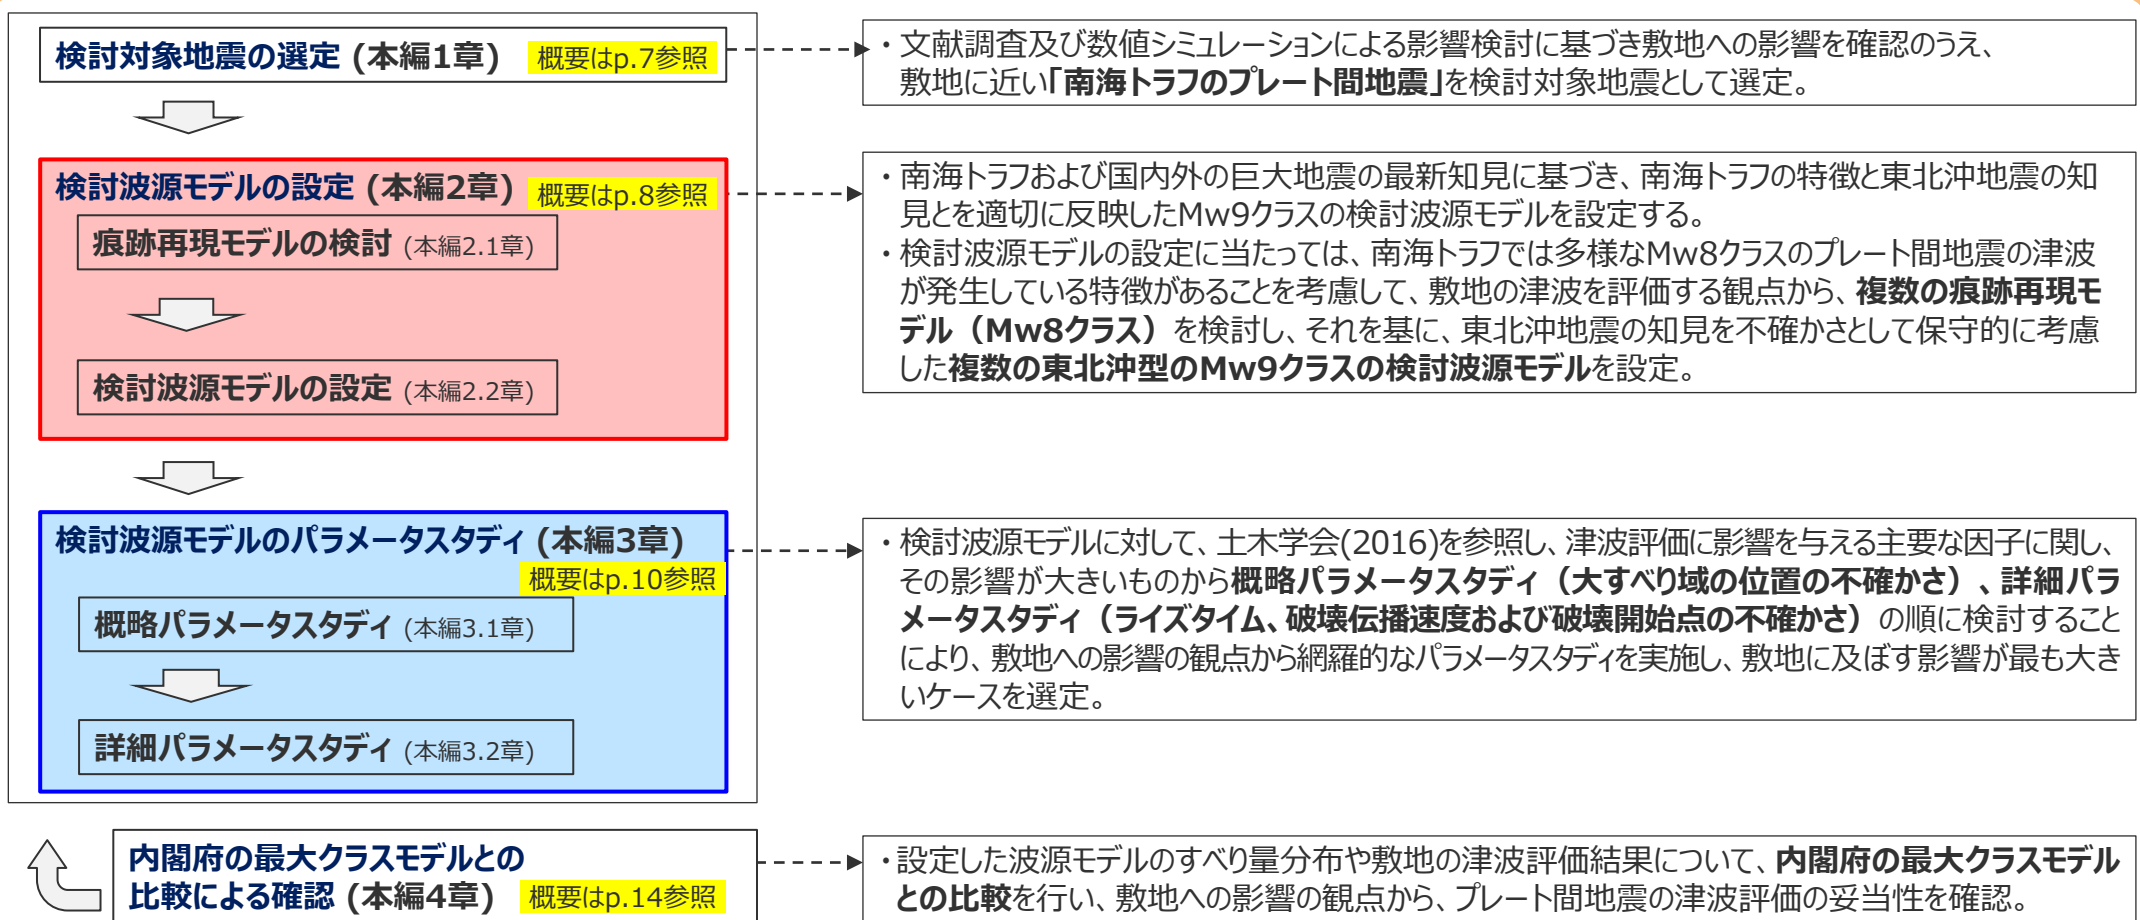 検討対象地震の選定 (本編1章) 概要はp.7参照
・文献調査及び数値シミュレーションによる影響検討に基づき敷地への影響を確認のうえ、
敷地に近い「南海トラフのプレート間地震」を検討対象地震として選定。
検討波源モデルの設定 (本編2章) 概要はp.8参照
痕跡再現モデルの検討 (本編2.1章)
検討波源モデルの設定 (本編2.2章)
・南海トラフおよび国内外の巨大地震の最新知見に基づき、南海トラフの特徴と東北沖地震の知
見とを適切に反映したMw9クラスの検討波源モデルを設定する。
・検討波源モデルの設定に当たっては、南海トラフでは多様なMw8クラスのプレート間地震の津波
が発生している特徴があることを考慮して、敷地の津波を評価する観点から、複数の痕跡再現モ
デル（Mw8クラス）を検討し、それを基に、東北沖地震の知見を不確かさとして保守的に考慮
した複数の東北沖型のMw9クラスの検討波源モデルを設定。
検討波源モデルのパラメータスタディ (本編3章)
概要はp.10参照
概略パラメータスタディ (本編3.1章)
詳細パラメータスタディ (本編3.2章)
・検討波源モデルに対して、土木学会(2016)を参照し、津波評価に影響を与える主要な因子に関し、
その影響が大きいものから概略パラメータスタディ（大すべり域の位置の不確かさ）、詳細パラ
メータスタディ（ライズタイム、破壊伝播速度および破壊開始点の不確かさ）の順に検討すること
により、敷地への影響の観点から網羅的なパラメータスタディを実施し、敷地に及ぼす影響が最も大き
いケースを選定。
内閣府の最大クラスモデルとの
比較による確認 (本編4章) 概要はp.14参照
・設定した波源モデルのすべり量分布や敷地の津波評価結果について、内閣府の最大クラスモデル
との比較を行い、敷地への影響の観点から、プレート間地震の津波評価の妥当性を確認。